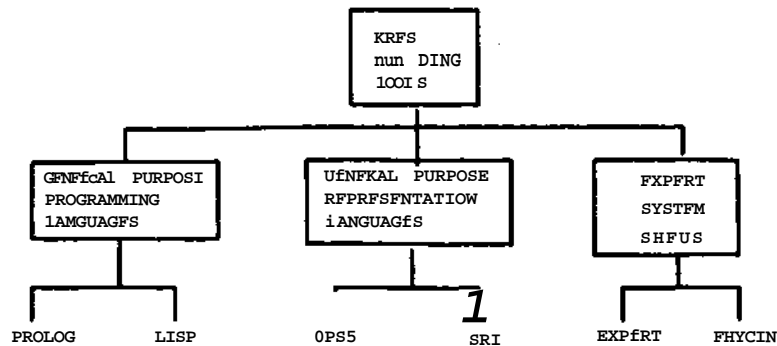 KRFS
nun DING
1OOI S
GFNFfcAl PURPOSI
PROGRAMMING
1AMGUAGFS
UfNFKAL PURPOSE
RFPRFSFNTATIOW
iANGUAGfS
FXPFRT
SYSTFM
SHFUS
PROLOG
LISP
0PS5
1
SRI
EXPfRT
FHYCIN